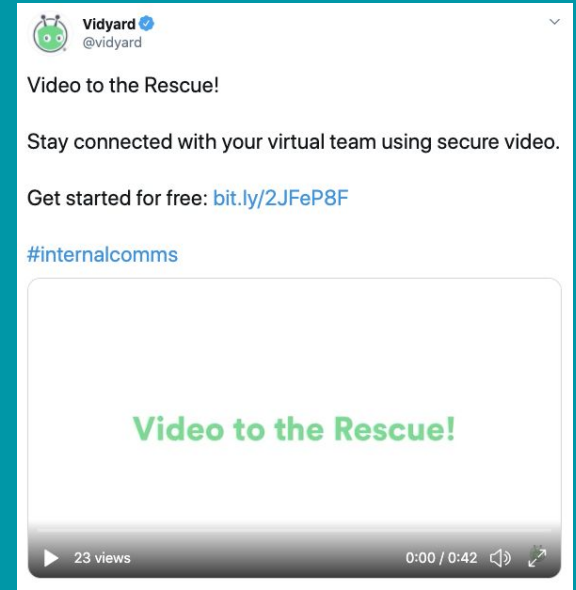 Vidyard
@vidyard
Video to the Rescue!
Stay connected with your virtual team using secure video.
Get started for free: bit.ly/2JFeP8F
#internalcomms
Video to the Rescue!
23 views 0:00 / 0:42